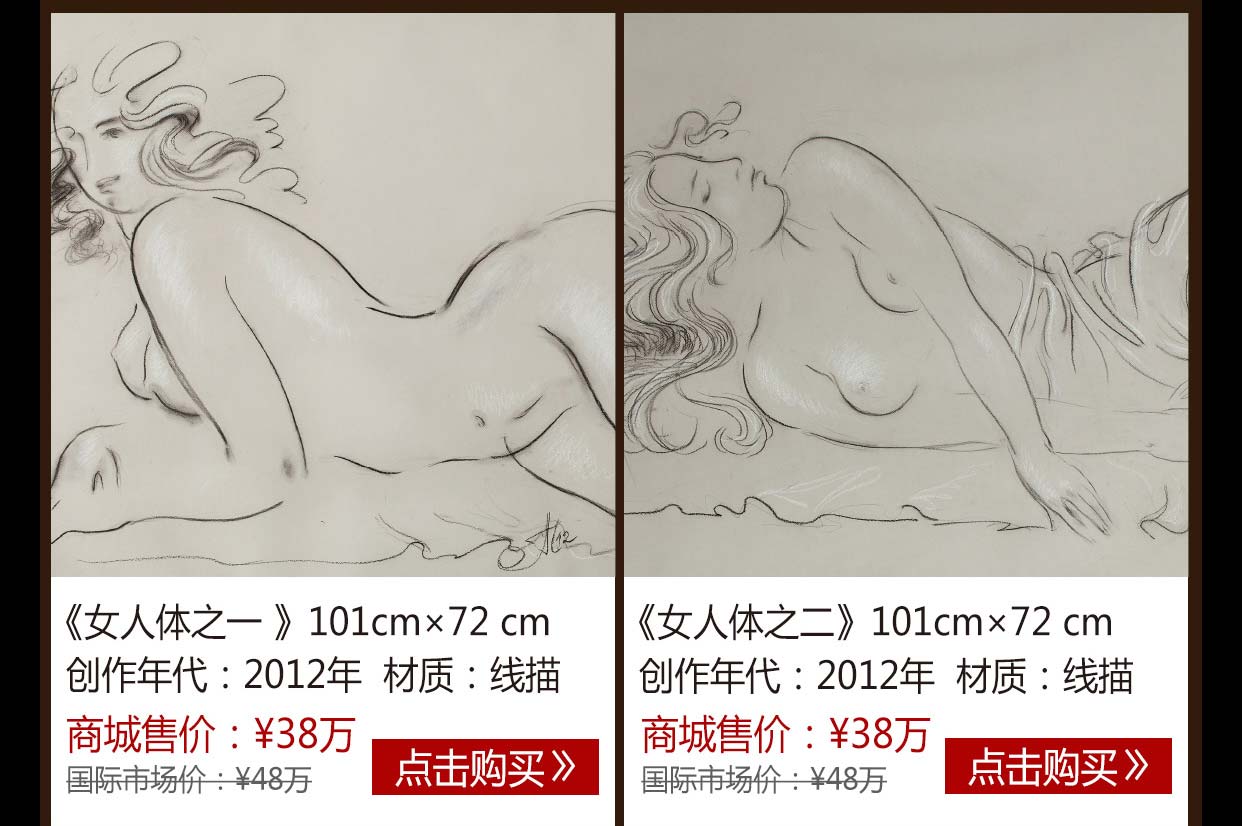 《女人体之一 》101cm×72 cm
创作年代：2012年 材质：线描
商城售价：¥38万
国际市场价：¥48万
点击购买》
《女人体之二》101cm×72 cm
创作年代：2012年 材质：线描
商城售价：¥38万
国际市场价：¥48万
点击购买》